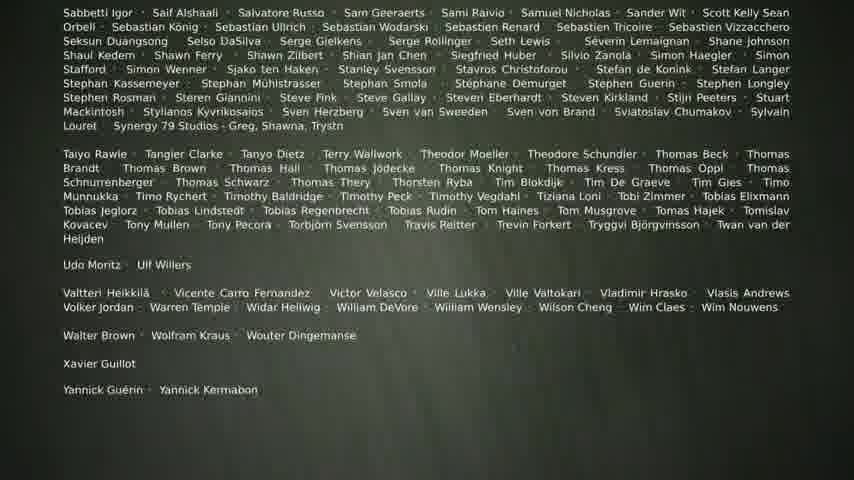 Sabbetti Igor · Saif Alshaali · Salvatore Russo · Sam Geeraerts · Sami Raivio · Samuel Nicholas · Sander Wit · Scott Kelly Sean
Orbell · Sebastian König · Sebastian Ullrich · Sebastian Wodarski · Sebastien Renard · Sebastien Tricoire · Sebastien Vizzacchero
Seksun Duangsong · Selso DaSilva · Serge Gielkens · Serge Rollinger · Seth Lewis · Séverin Lemaignan · Shane Johnson
Shaul Kedem · Shawn Ferry · Shawn Zilbert · Shian Jan Chen · Siegfried Huber · Silvio Zanola · Simon Haegler · Simon
Stafford · Simon Wenner · Sjako ten Haken · Stanley Svensson · Stavros Christoforou · Stefan de Konink · Stefan Langer
Stephan Kassemeyer · Stephan Mühlstrasser · Stephan Smola · Stéphane Demurget · Stephen Guerin · Stephen Longley
Stephen Rosman · Steren Giannini · Steve Fink · Steve Gallay · Steven Eberhardt · Steven Kirkland · Stijn Peeters · Stuart
Mackintosh · Stylianos Kyvrikosaios · Sven Herzberg · Sven van Sweeden · Sven von Brand · Sviatoslav Chumakov · Sylvain
Louret · Synergy 79 Studios - Greg, Shawna, Trystn
Taiyo Rawle · Tangier Clarke · Tanyo Dietz · Terry Wallwork · Theodor Moeller · Theodore Schundler · Thomas Beck · Thomas
Brandt · Thomas Brown · Thomas Hall · Thomas Jödecke · Thomas Knight · Thomas Kress · Thomas Oppl · Thomas
Schnurrenberger · Thomas Schwarz · Thomas Thery · Thorsten Ryba · Tim Blokdijk · Tim De Graeve · Tim Gies · Timo
Munnukka · Timo Rychert · Timothy Baldridge · Timothy Peck · Timothy Vegdahl · Tiziana Loni · Tobi Zimmer · Tobias Elixmann
Tobias Jeglorz · Tobias Lindstedt · Tobias Regenbrecht · Tobias Rudin · Tom Haines · Tom Musgrove · Tomas Hajek · Tomislav
Kovacev · Tony Mullen · Tony Pecora · Torbjörn Svensson · Travis Reitter · Trevin Forkert · Tryggvi Björgvinsson · Twan van der
Heijden
Udo Moritz · Ulf Willers
Valtteri Heikkilä · Vicente Carro Fernandez · Victor Velasco · Ville Lukka · Ville Valtokari · Vladimir Hrasko · Vlasis Andrews
Volker Jordan · Warren Temple · Widar Hellwig · William DeVore · William Wensley · Wilson Cheng · Wim Claes · Wim Nouwens
Walter Brown · Wolfram Kraus · Wouter Dingemanse
Xavier Guillot
Yannick Guérin · Yannick Kermabon